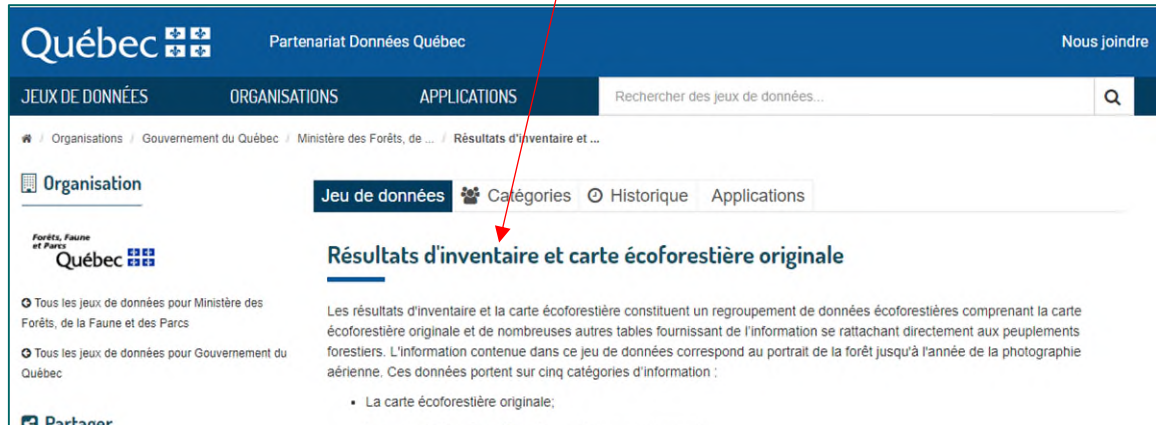 Québec
Partenariat Données Québec
Nous joindre
JEUX DE DONNÉES ORGANISATIONS APPLICATIONS Rechercher des jeux de données...
/ Organisations / Gouvernement du Québec / Ministère des Forêts, de ... / Résultats d'inventaire et ...
Organisation
Forêts, Faune
et Parcs
Québec
Tous les jeux de données pour Ministère des
Forêts, de la Faune et des Parcs
Tous les jeux de données pour Gouvernement du
Québec
Partager
Jeu de données Catégories Historique Applications
Résultats d'inventaire et carte écoforestière originale
Les résultats d'inventaire et la carte écoforestière constituent un regroupement de données écoforestières comprenant la carte
écoforestière originale et de nombreuses autres tables fournissant de l'information se rattachant directement aux peuplements
forestiers. L'information contenue dans ce jeu de données correspond au portrait de la forêt jusqu'à l'année de la photographie
aérienne. Ces données portent sur cinq catégories d'information :
• La carte écoforestière originale;